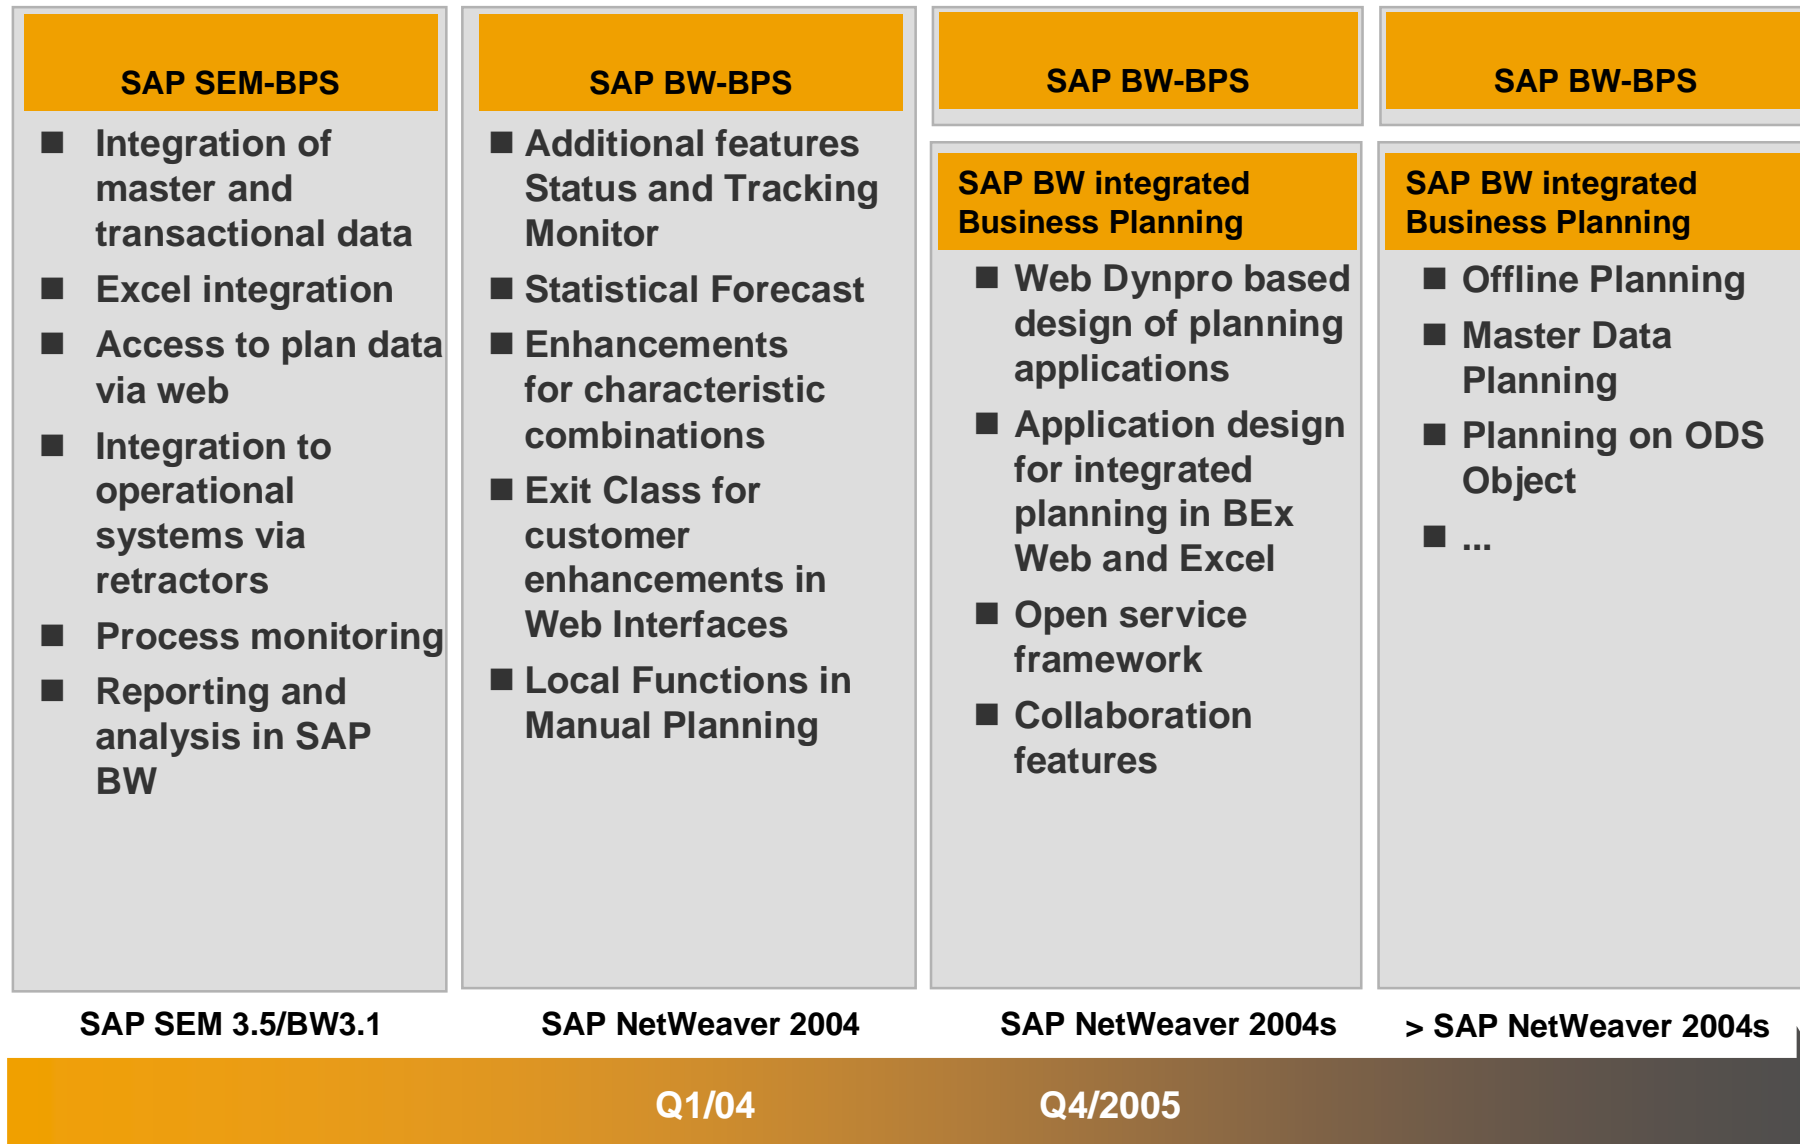 SAP SEM-BPS
■ Integration of
master and
transactional data
■ Excel integration
■ Access to plan data
via web
■ Integration to
operational
systems via
retractors
■ Process monitoring
■ Reporting and
analysis in SAP
BW
SAP SEM 3.5/BW3.1
SAP BW-BPS
■ Additional features
Status and Tracking
Monitor
■ Statistical Forecast
■ Enhancements
for characteristic
combinations
■ Exit Class for
customer
enhancements in
Web Interfaces
■ Local Functions in
Manual Planning
SAP NetWeaver 2004
SAP BW-BPS
SAP BW integrated
Business Planning
■ Web Dynpro based
design of planning
applications
■ Application design
for integrated
planning in BEx
Web and Excel
■ Open service
framework
■ Collaboration
features
SAP NetWeaver 2004s
SAP BW-BPS
SAP BW integrated
Business Planning
■ Offline Planning
■ Master Data
Planning
■ Planning on ODS
Object
■ ...
> SAP NetWeaver 2004s
Q1/04
Q4/2005